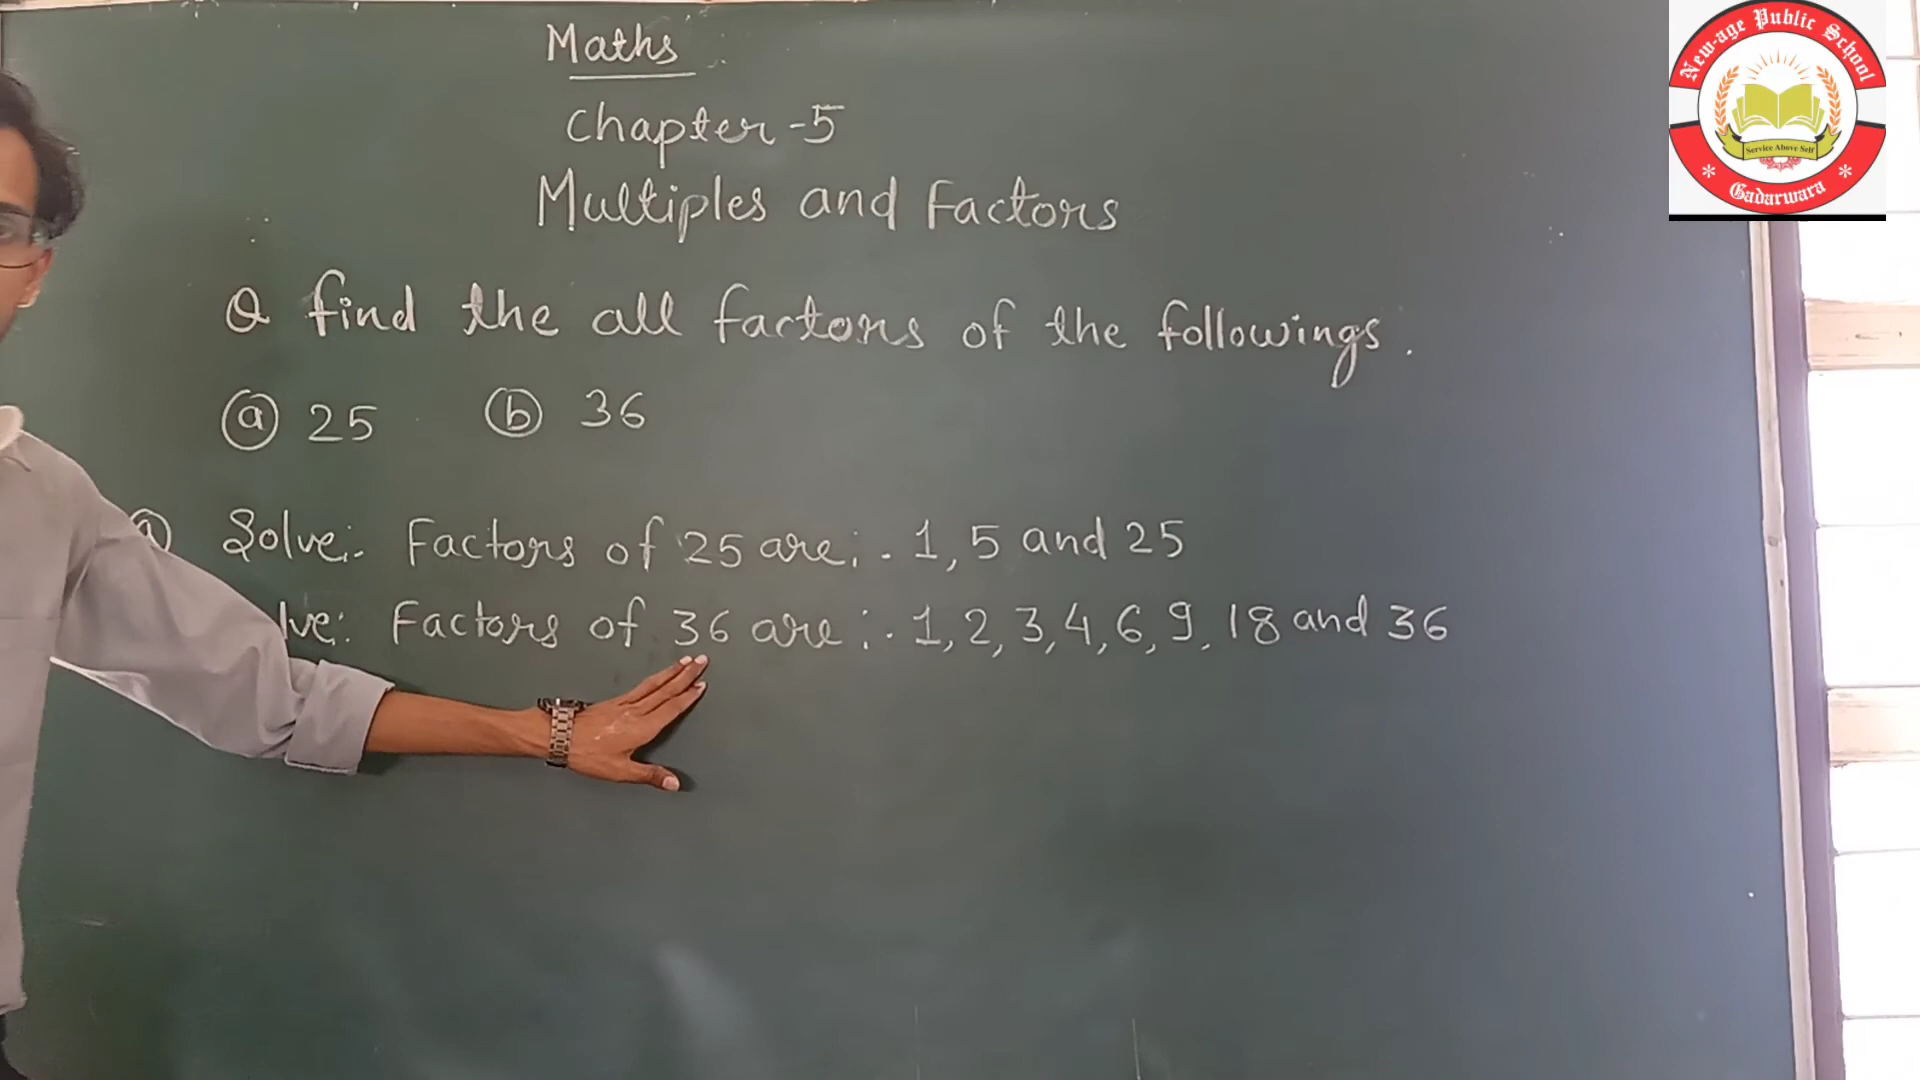 Maths
Chapter-5
Multiples and Factors
Q find the all factors of the followings.
(a) 25 (b) 36
Solve:- Factors of 25 are:- 1, 5 and 25
lve: Factors of 36 are:- 1, 2, 3, 4, 6, 9, 18 and 36
New-age Public School
Service Above Self
* Gadarwara *